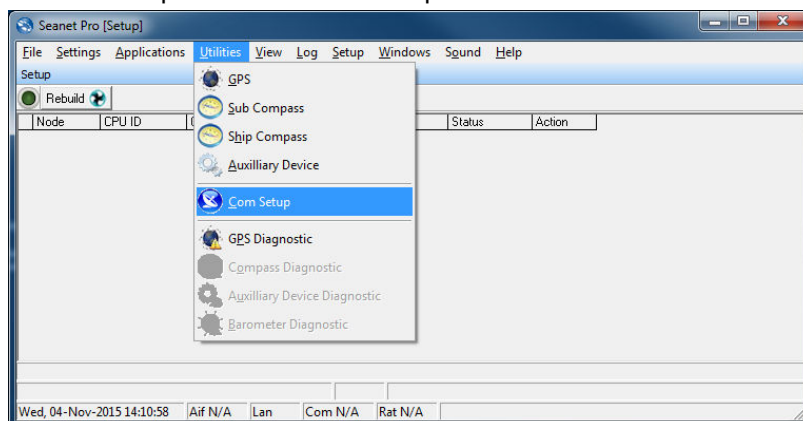 Seanet Pro [Setup]
File Settings Applications Utilities View Log Setup Windows Sound Help
Setup
Rebuild
Node CPU ID Status Action
GPS
Sub Compass
Ship Compass
Auxilliary Device
Com Setup
GPS Diagnostic
Compass Diagnostic
Auxilliary Device Diagnostic
Barometer Diagnostic
Wed, 04-Nov-2015 14:10:58 Aif N/A Lan Com N/A Rat N/A